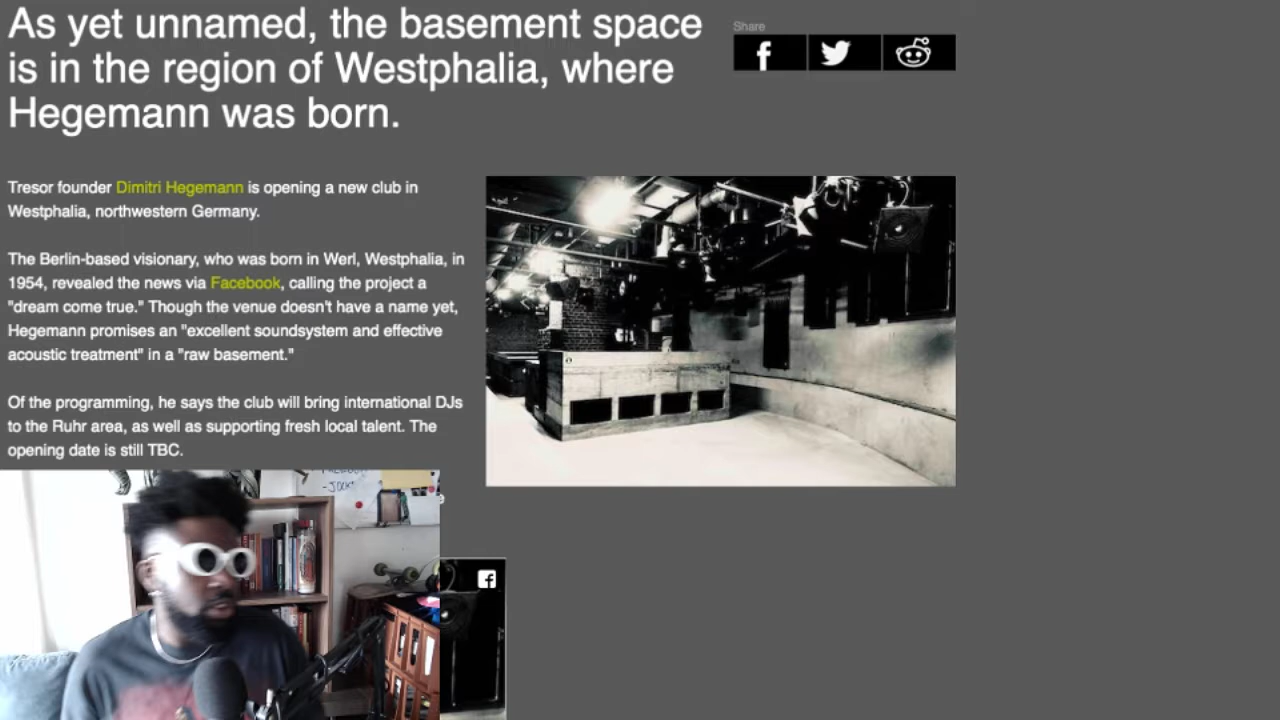 As yet unnamed, the basement space
is in the region of Westphalia, where
Hegemann was born.
Share
Tresor founder Dimitri Hegemann is opening a new club in
Westphalia, northwestern Germany.
The Berlin-based visionary, who was born in Werl, Westphalia, in
1954, revealed the news via Facebook, calling the project a
"dream come true." Though the venue doesn't have a name yet,
Hegemann promises an "excellent soundsystem and effective
acoustic treatment" in a "raw basement."
Of the programming, he says the club will bring international DJs
to the Ruhr area, as well as supporting fresh local talent. The
opening date is still TBC.